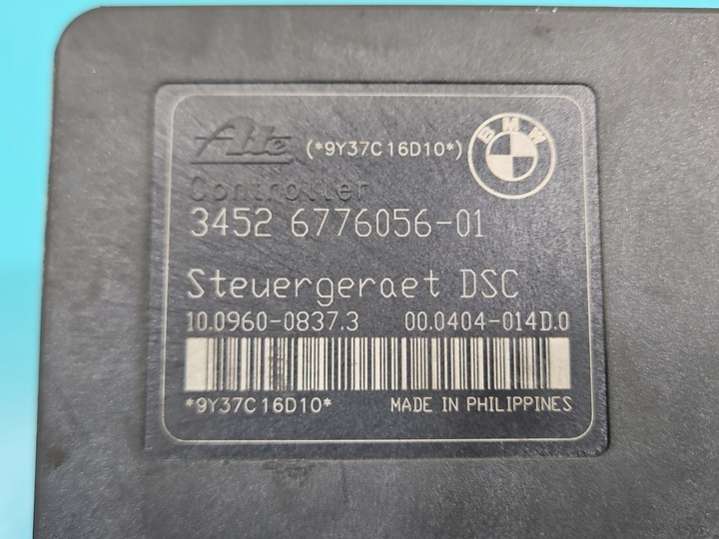 Ate (*9Y37C16D10*) BMW
Controller
3452 6776056-01
Steuergeraet DSC
10.0960-0837.3 00.0404-014D.0
*9Y37C16D10* MADE IN PHILIPPINES